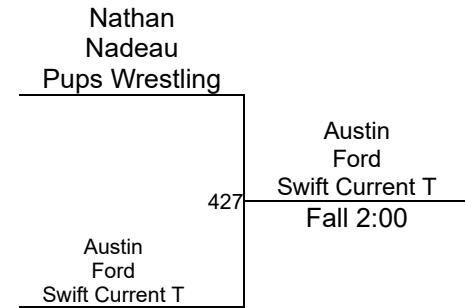 Nathan
Nadeau
Pups Wrestling
Austin
Ford
Swift Current T
427
Fall 2:00
Austin
Ford
Swift Current T